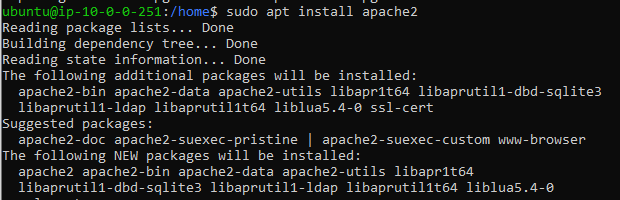 ubuntu@ip-10-0-0-251:/home$ sudo apt install apache2
Reading package lists... Done
Building dependency tree... Done
Reading state information... Done
The following additional packages will be installed:
  apache2-bin apache2-data apache2-utils libapr1t64 libaprutil1-dbd-sqlite3
  libaprutil1-ldap libaprutil1t64 liblua5.4-0 ssl-cert
Suggested packages:
  apache2-doc apache2-suexec-pristine | apache2-suexec-custom www-browser
The following NEW packages will be installed:
  apache2 apache2-bin apache2-data apache2-utils libapr1t64
  libaprutil1-dbd-sqlite3 libaprutil1-ldap libaprutil1t64 liblua5.4-0